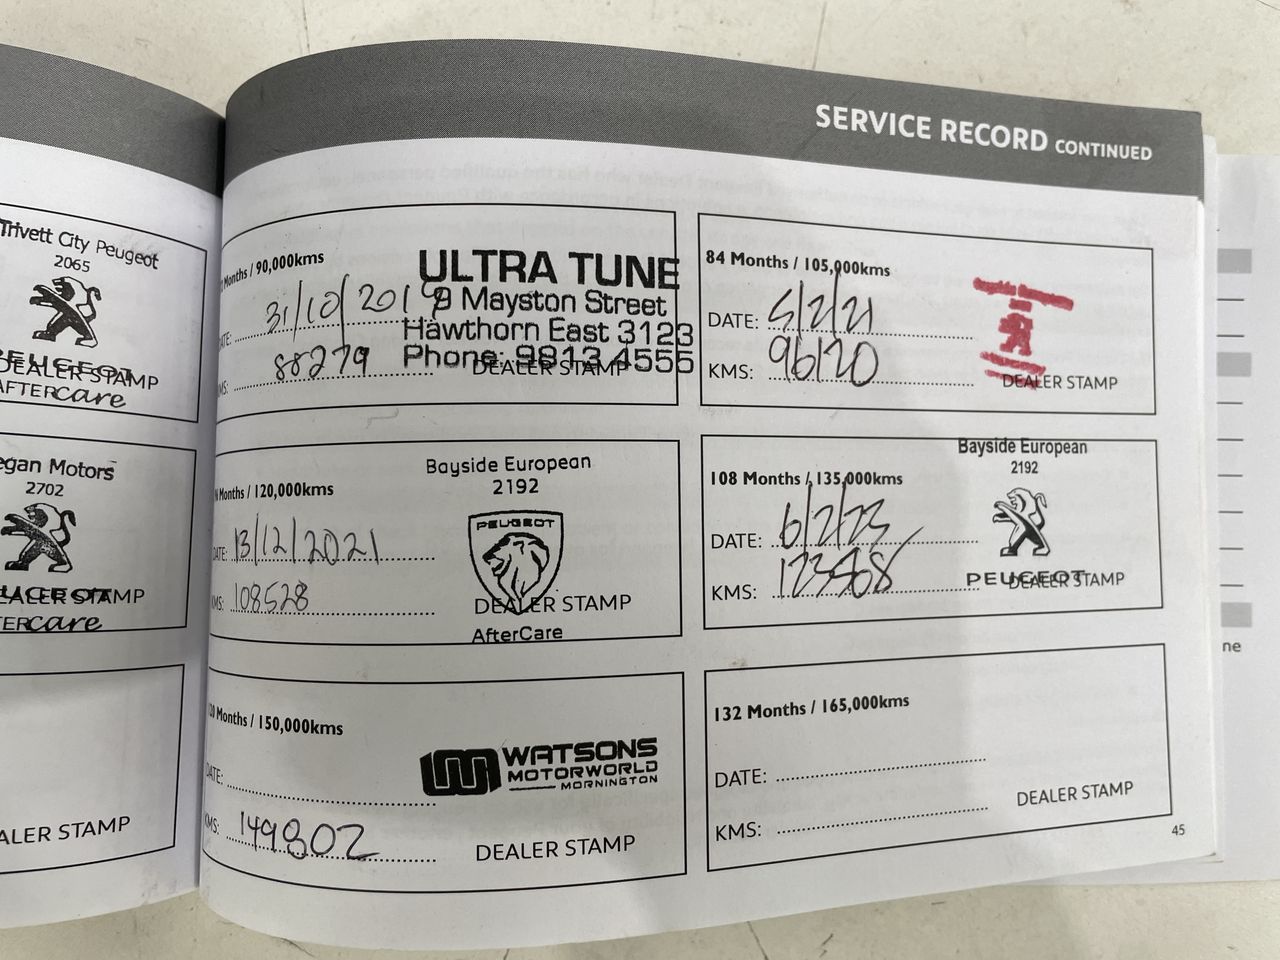 SERVICE RECORD CONTINUED
Trivett City Peugeot
2065
PEUGEOT
DEALER STAMP
AFTERcare
egan Motors
2702
PEUGEOT
DEALER STAMP
TERcare
ALER STAMP
Months / 90,000kms
DATE: 31/10/2019
KMS: 88279
ULTRA TUNE
9 Mayston Street
Hawthorn East 3123
Phone: 9813 4555
DEALER STAMP
84 Months / 105,000kms
DATE: 5/2/21
KMS: 96120
Bayside European
DEALER STAMP
Months / 120,000kms
DATE: 13/12/2021
KMS: 108528
Bayside European
2192
PEUGEOT
DEALER STAMP
AfterCare
108 Months / 135,000kms
DATE: 6/2/23
KMS:
Bayside European
2192
PEUGEOT
DEALER STAMP
20 Months / 150,000kms
DATE:
KMS: 149802
WATSONS
MOTORWORLD
MORNINGTON
DEALER STAMP
132 Months / 165,000kms
DATE:
KMS:
DEALER STAMP
45
ne